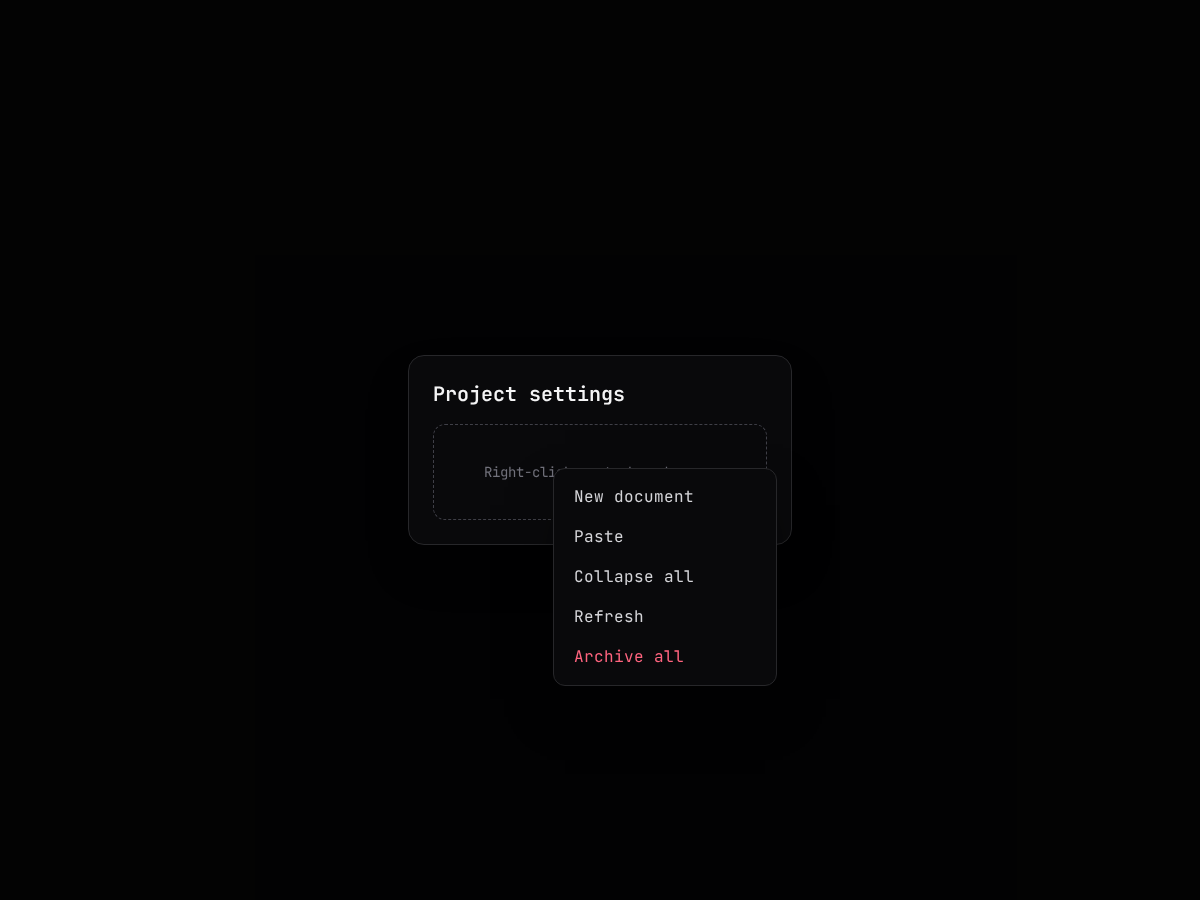 Project settings
Right-cli
New document
Paste
Collapse all
Refresh
Archive all